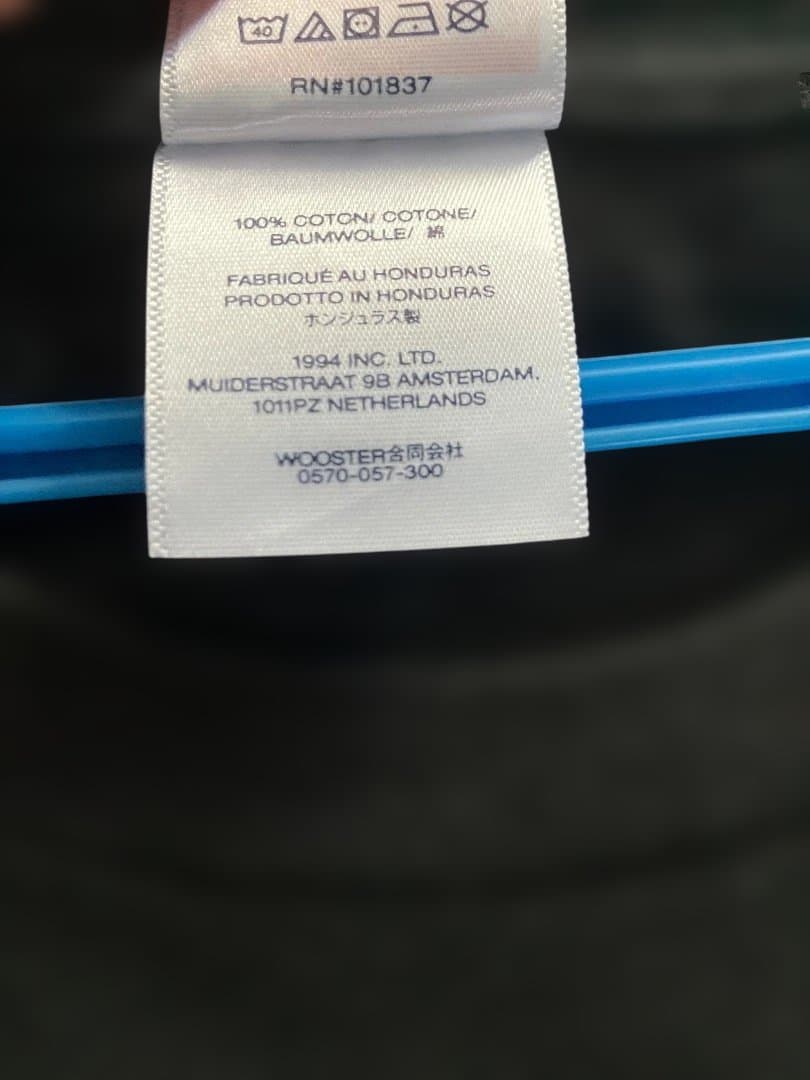 40
RN#101837
100% COTON/ COTONE/
BAUMWOLLE/ 綿
FABRIQUÉ AU HONDURAS
PRODOTTO IN HONDURAS
ホンジュラス製
1994 INC. LTD.
MUIDERSTRAAT 9B AMSTERDAM.
1011PZ NETHERLANDS
WOOSTER合同会社
0570-057-300